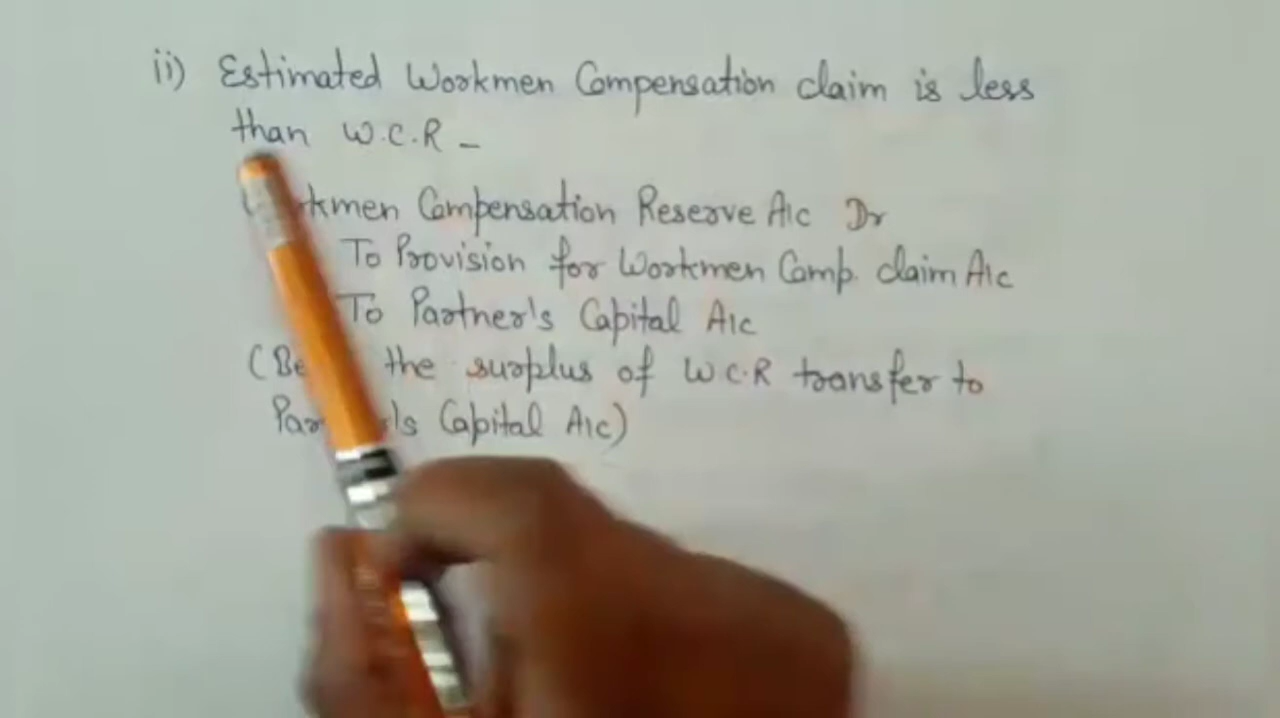 ii) Estimated Workmen Compensation claim is less
than W.C.R -
Compensation Reserve A/c Dr
To Provision for Workmen Comp. claim A/c
To Partner's Capital A/c
the surplus of W.C.R transfer to
Capital A/c)